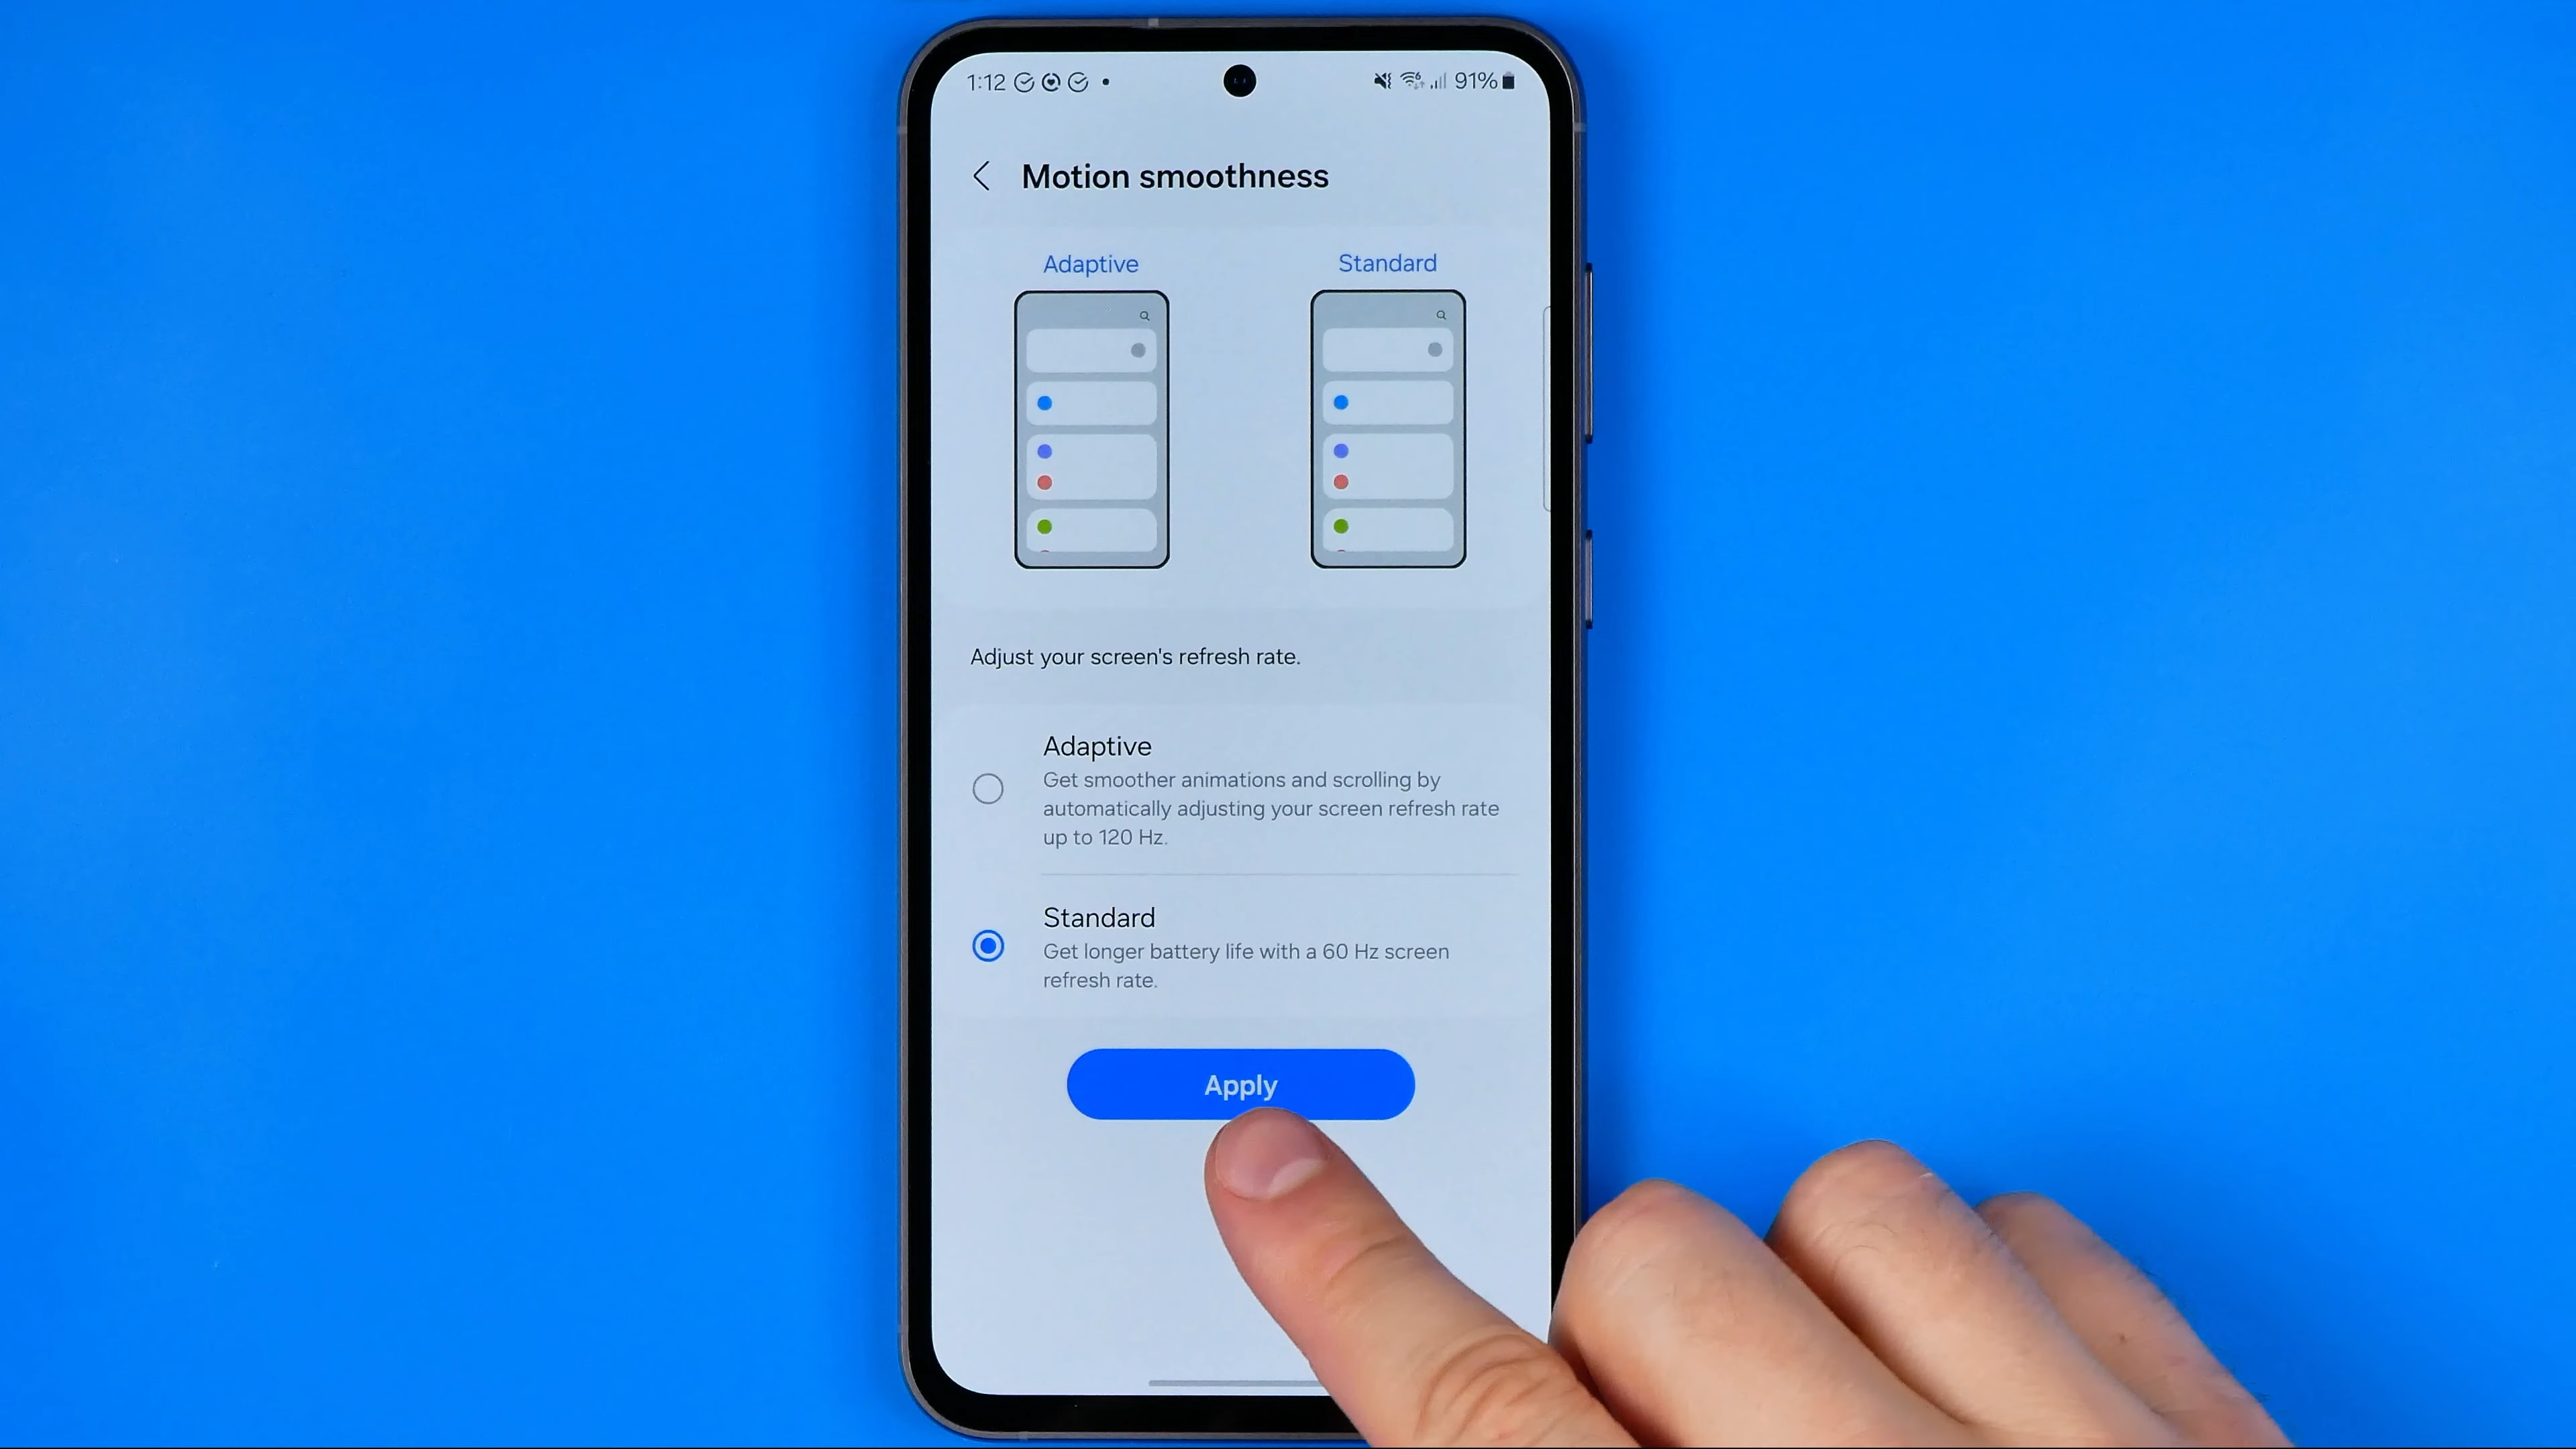 1:12 91%
Motion smoothness
Adaptive Standard
Adjust your screen's refresh rate.
Adaptive
Get smoother animations and scrolling by
automatically adjusting your screen refresh rate
up to 120 Hz.
Standard
Get longer battery life with a 60 Hz screen
refresh rate.
Apply